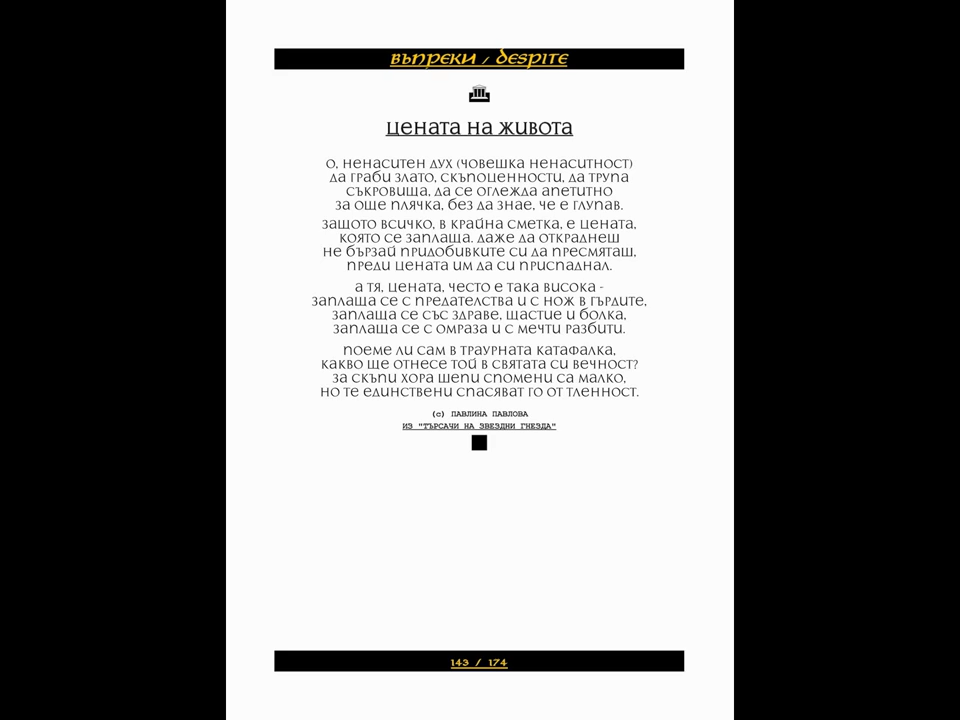 ВЪПРЕКИ / DESPITE
ЦЕНАТА НА ЖИВОТА
О, НЕНАСИТЕН ДУХ (ЧОВЕШКА НЕНАСИТНОСТ)
ДА ГРАБИ ЗЛАТО, СКЪПОЦЕННОСТИ, ДА ТРУПА
СЪКРОВИЩА, ДА СЕ ОГЛЕЖДА АПЕТИТНО
ЗА ОЩЕ ПЛЯЧКА, БЕЗ ДА ЗНАЕ, ЧЕ Е ГЛУПАВ.
ЗАЩОТО ВСИЧКО, В КРАЙНА СМЕТКА, Е ЦЕНАТА,
КОЯТО СЕ ЗАПЛАЩА. ДАЖЕ ДА ОТКРАДНЕШ
НЕ БЪРЗАЙ ПРИДОБИВКИТЕ СИ ДА ПРЕСМЯТАШ,
ПРЕДИ ЦЕНАТА ИМ ДА СИ ПРИСПАДНАЛ.
А ТЯ, ЦЕНАТА, ЧЕСТО Е ТАКА ВИСОКА -
ЗАПЛАЩА СЕ С ПРЕДАТЕЛСТВА И С НОЖ В ГЪРДИТЕ,
ЗАПЛАЩА СЕ СЪС ЗДРАВЕ, ЩАСТИЕ И БОЛКА,
ЗАПЛАЩА СЕ С ОМРАЗА И С МЕЧТИ РАЗБИТИ.
ПОЕМЕ ЛИ САМ В ТРАУРНАТА КАТАФАЛКА,
КАКВО ЩЕ ОТНЕСЕ ТОЙ В СВЯТАТА СИ ВЕЧНОСТ?
ЗА СКЪПИ ХОРА ШЕПИ СПОМЕНИ СА МАЛКО,
НО ТЕ ЕДИНСТВЕНИ СПАСЯВАТ ГО ОТ ТЛЕННОСТ.
(c) ПАВЛИНА ПАВЛОВА
ИЗ "ТЪРСАЧИ НА ЗВЕЗДНИ ГНЕЗДА"
143 / 174